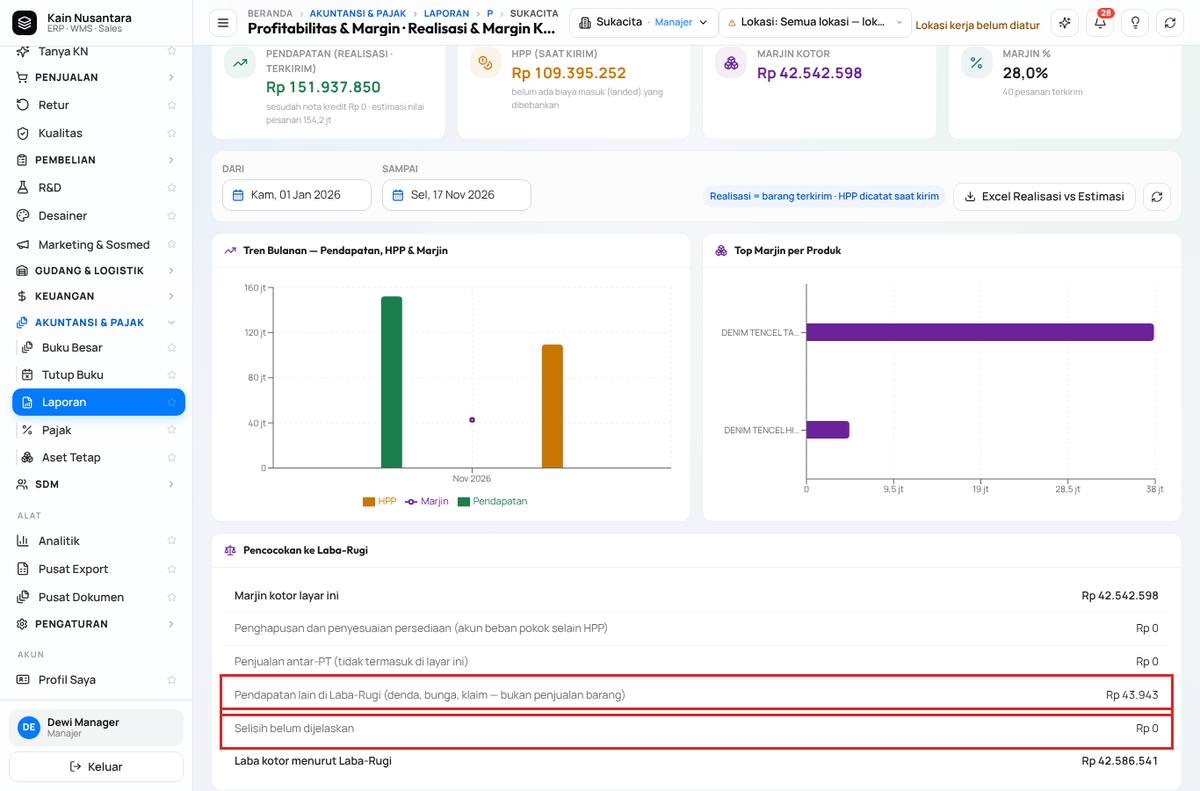 Kain Nusantara
ERP · WMS · Sales
Tanya KN
PENJUALAN
Retur
Kualitas
PEMBELIAN
R&D
Desainer
Marketing & Sosmed
GUDANG & LOGISTIK
KEUANGAN
AKUNTANSI & PAJAK
Buku Besar
Tutup Buku
Laporan
Pajak
Aset Tetap
SDM
ALAT
Analitik
Pusat Export
Pusat Dokumen
PENGATURAN
AKUN
Profil Saya
DE
Dewi Manager
Manajer
Keluar
BERANDA › AKUNTANSI & PAJAK › LAPORAN › P › SUKACITA
Profitabilitas & Margin · Realisasi & Margin K...
Sukacita · Manajer
Lokasi: Semua lokasi — lok...
Lokasi kerja belum diatur
28
PENDAPATAN (REALISASI · TERKIRIM)
Rp 151.937.850
sesudah nota kredit Rp 0 · estimasi nilai
pesanan 154,2 jt
HPP (SAAT KIRIM)
Rp 109.395.252
belum ada biaya masuk (landed) yang
dibebankan
MARJIN KOTOR
Rp 42.542.598
MARJIN %
28,0%
40 pesanan terkirim
DARI
Kam, 01 Jan 2026
SAMPAI
Sel, 17 Nov 2026
Realisasi = barang terkirim · HPP dicatat saat kirim
Excel Realisasi vs Estimasi
Tren Bulanan — Pendapatan, HPP & Marjin
160 jt
120 jt
80 jt
40 jt
0
Nov 2026
HPP Marjin Pendapatan
Top Marjin per Produk
DENIM TENCEL TA...
DENIM TENCEL HI...
0 9,5 jt 19 jt 28,5 jt 38 jt
Pencocokan ke Laba-Rugi
Marjin kotor layar ini Rp 42.542.598
Penghapusan dan penyesuaian persediaan (akun beban pokok selain HPP) Rp 0
Penjualan antar-PT (tidak termasuk di layar ini) Rp 0
Pendapatan lain di Laba-Rugi (denda, bunga, klaim — bukan penjualan barang) Rp 43.943
Selisih belum dijelaskan Rp 0
Laba kotor menurut Laba-Rugi Rp 42.586.541